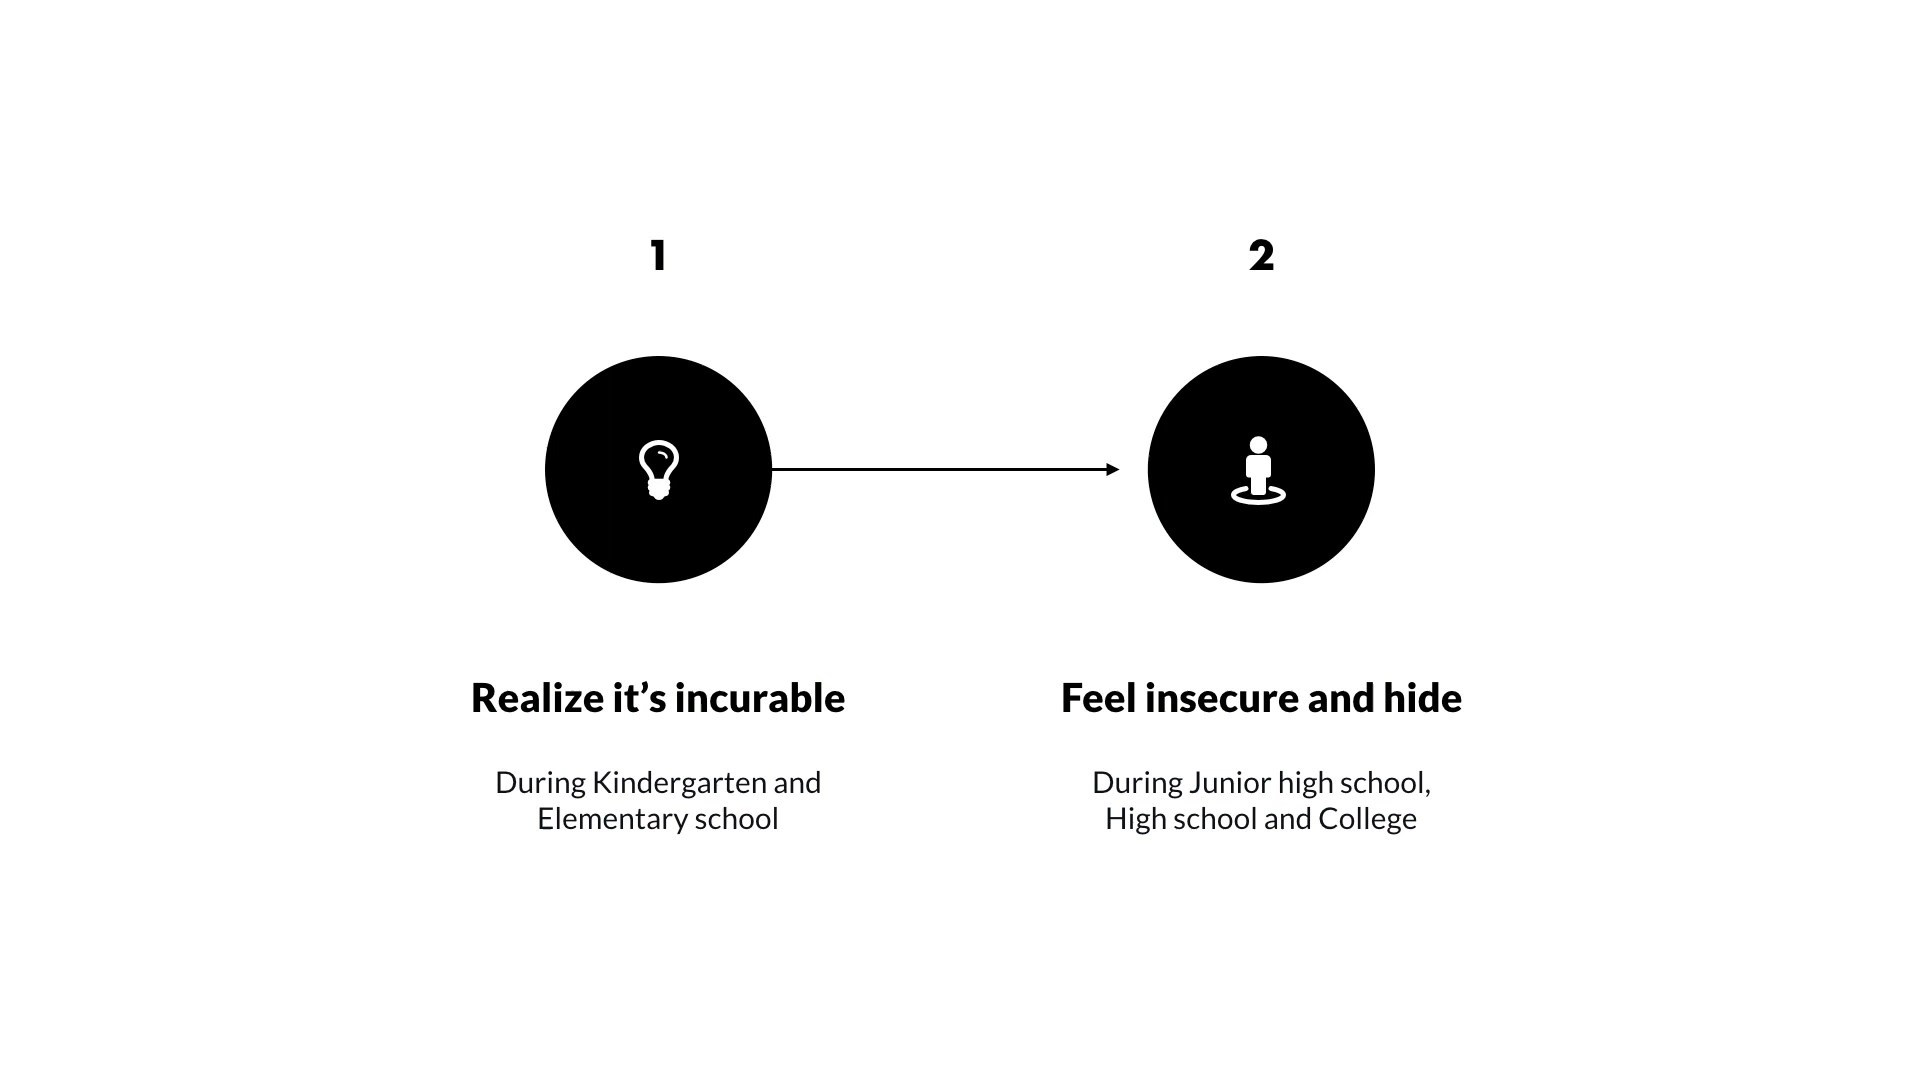 1
2
Realize it’s incurable
Feel insecure and hide
During Kindergarten and
Elementary school
During Junior high school,
High school and College